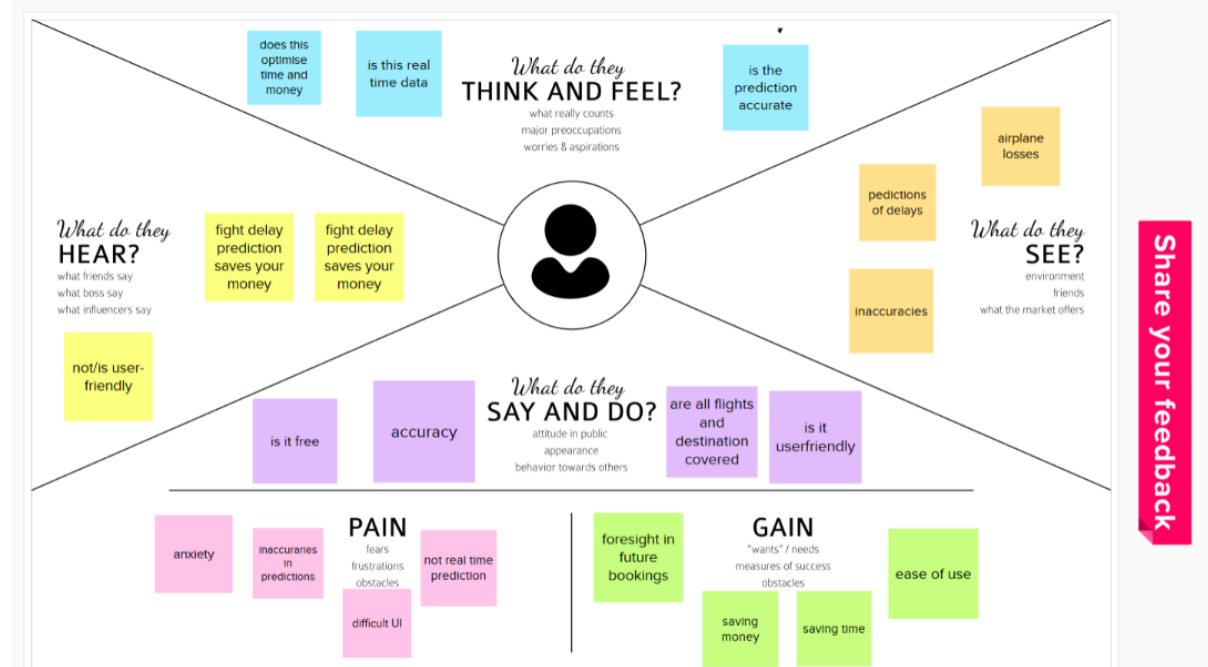 does this
optimise
time and
money
is this real
time data
What do they
THINK AND FEEL?
what really counts
major preoccupations
worries & aspirations
is the
prediction
accurate
airplane
losses
pedictions
of delays
What do they
SEE?
environment
friends
what the market offers
inaccuracies
What do they
HEAR?
what friends say
what boss say
what influencers say
fight delay
prediction
saves your
money
fight delay
prediction
saves your
money
not/is user-
friendly
What do they
SAY AND DO?
attitude in public
appearance
behavior towards others
is it free
accuracy
are all flights
and
destination
covered
is it
userfriendly
PAIN
fears
frustrations
obstacles
anxiety
inaccuraries
in
predictions
not real time
prediction
difficult UI
GAIN
"wants" / needs
measures of success
obstacles
foresight in
future
bookings
ease of use
saving
money
saving time
Share your feedback